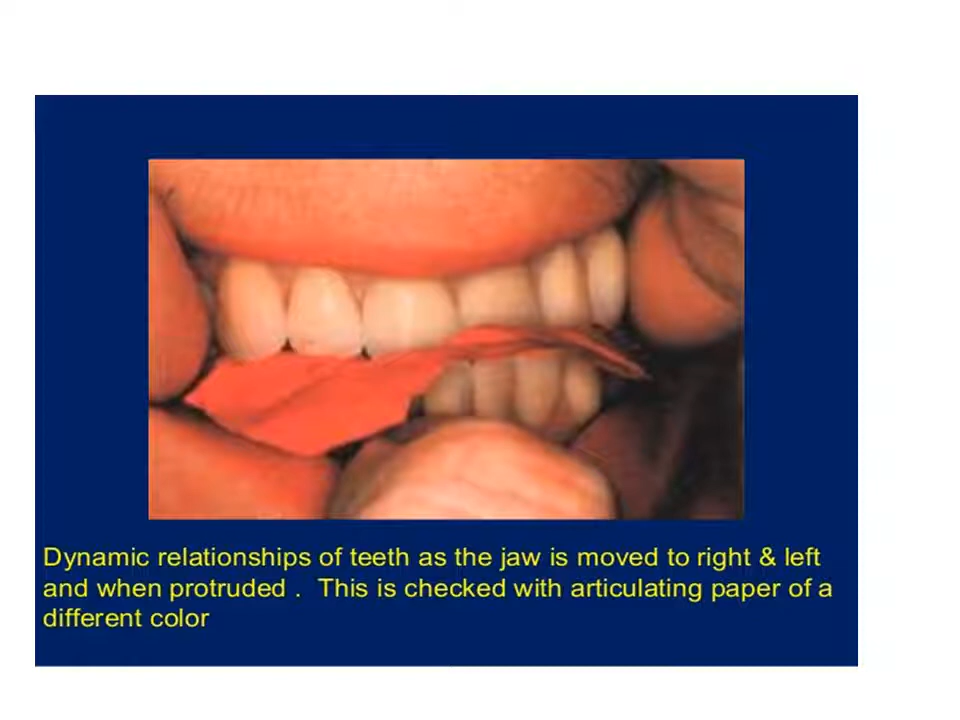 Dynamic relationships of teeth as the jaw is moved to right & left
and when protruded .  This is checked with articulating paper of a
different color